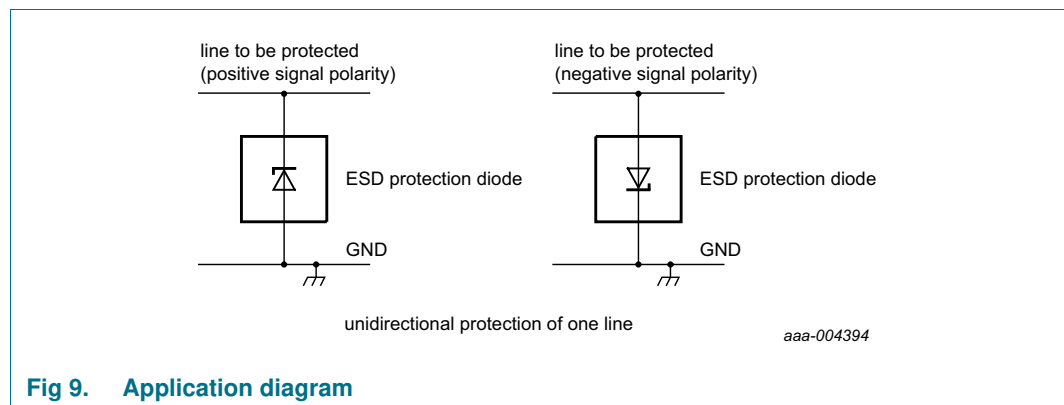 line to be protected
(positive signal polarity)
ESD protection diode
GND
line to be protected
(negative signal polarity)
ESD protection diode
GND
unidirectional protection of one line
aaa-004394
Fig 9. Application diagram